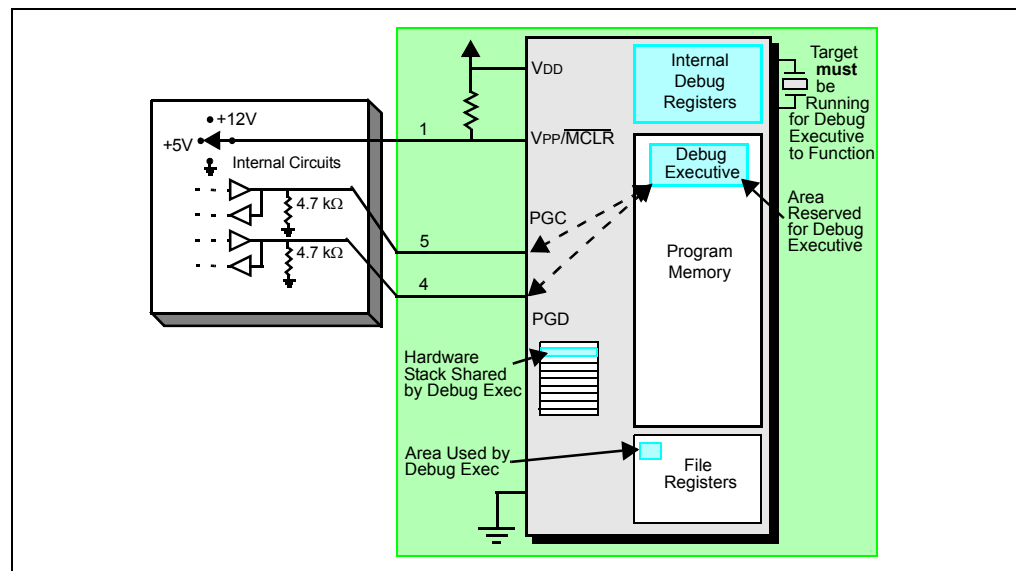 +12V
+5V
Internal Circuits
4.7 kΩ
4.7 kΩ
1
5
4
VDD
VPP/MCLR
PGC
PGD
Internal
Debug
Registers
Target
must
be
Running
for Debug
Executive
to Function
Debug
Executive
Area
Reserved
for Debug
Executive
Program
Memory
Hardware
Stack Shared
by Debug Exec
Area Used by
Debug Exec
File
Registers